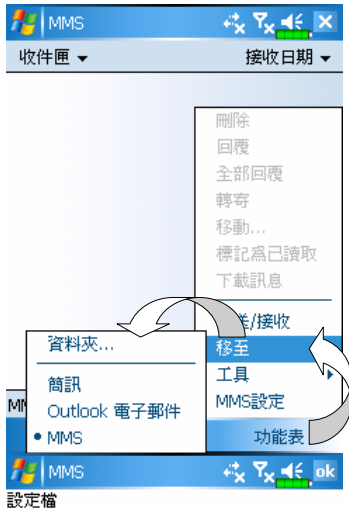 MMS
收件匣 接收日期
刪除
回覆
全部回覆
轉寄
移動...
標記為已讀取
下載訊息
/接收
移至
工具
MMS設定
功能表
資料夾...
簡訊
Outlook 電子郵件
MMS
MMS
ok
設定檔